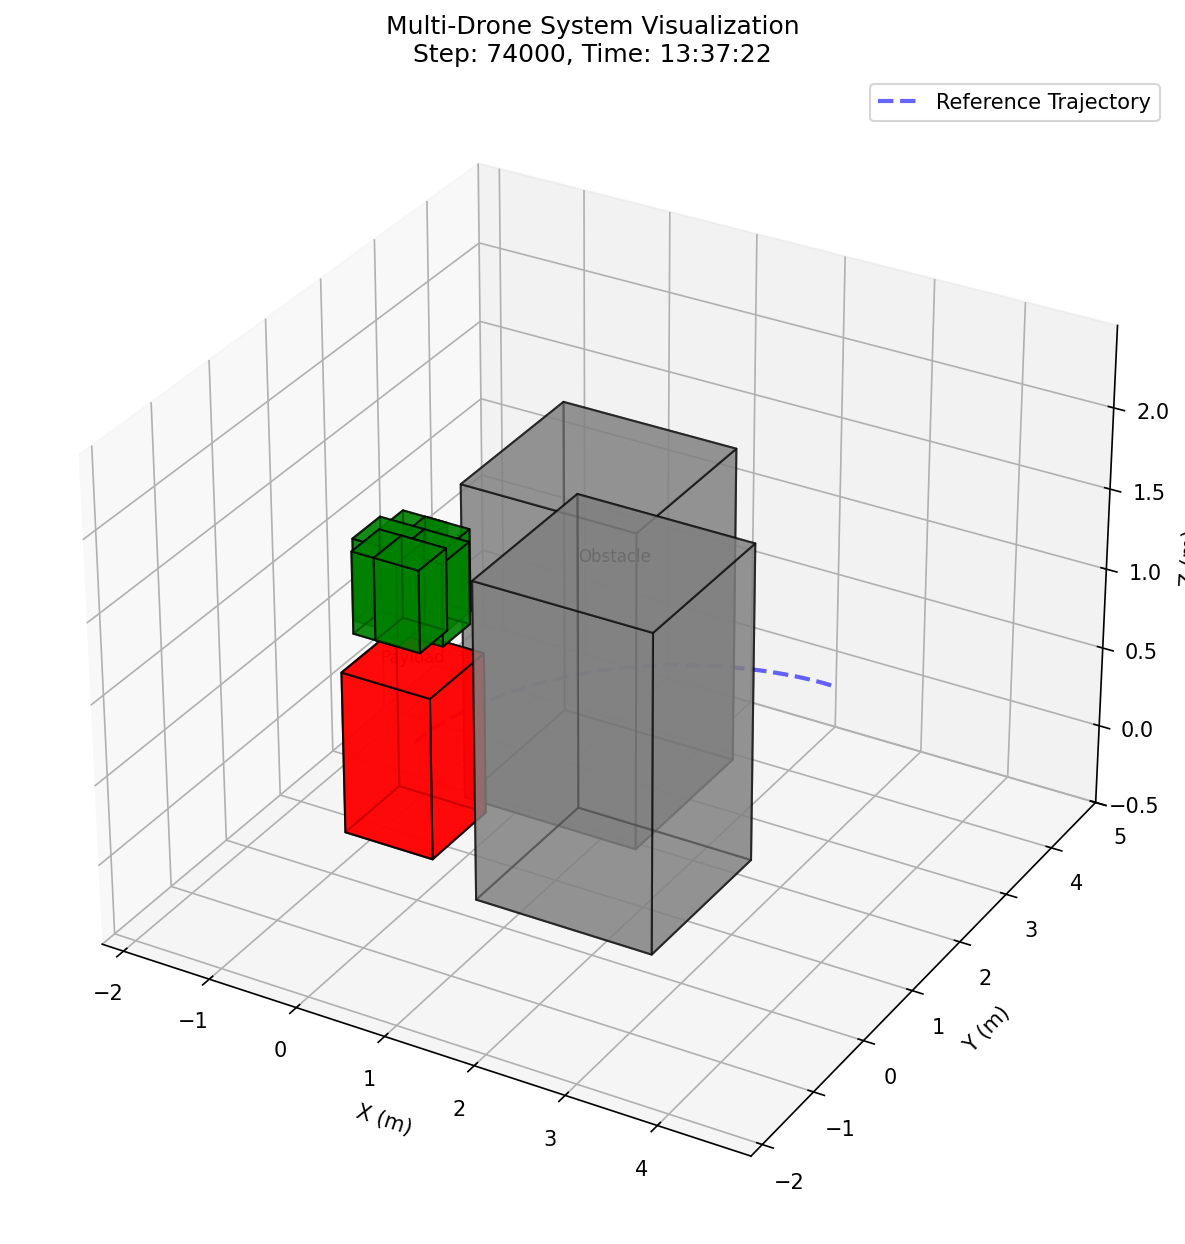 Multi-Drone System Visualization
Step: 74000, Time: 13:37:22
Reference Trajectory
Obstacle
Payload
2.0
1.5
1.0
0.5
0.0
−0.5
Z (m)
5
4
3
2
1
0
−1
−2
Y (m)
−2
−1
0
1
2
3
4
X (m)